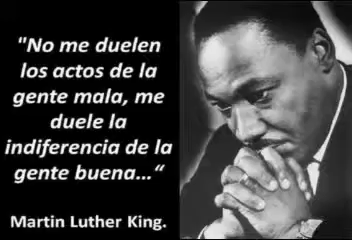 "No me duelen
los actos de la
gente mala, me
duele la
indiferencia de la
gente buena...“
Martin Luther King.